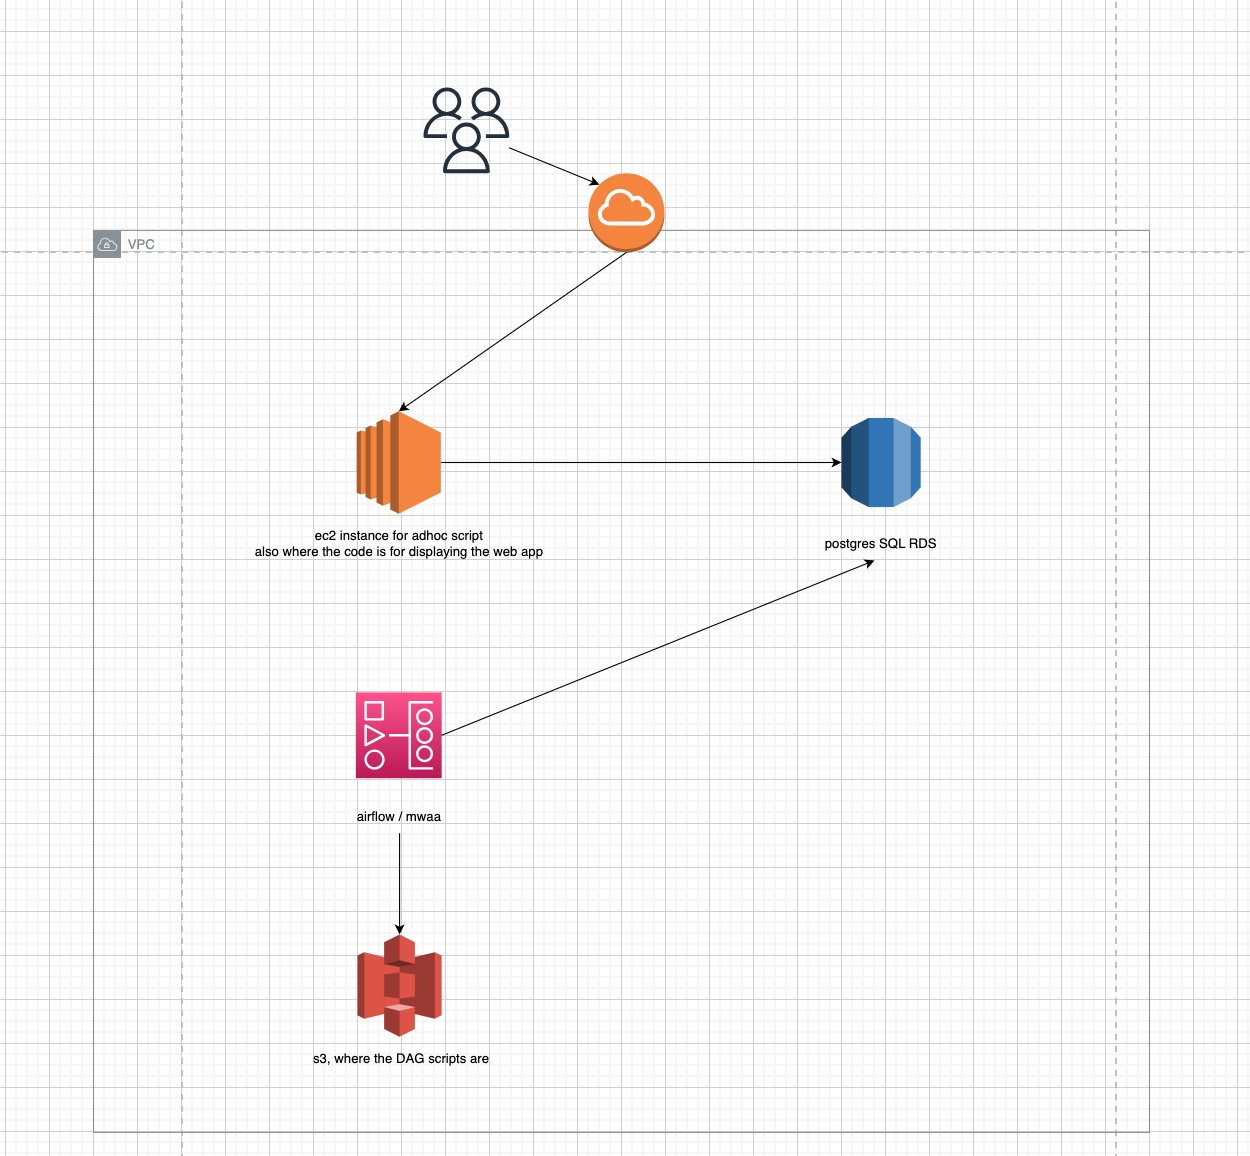 VPC
ec2 instance for adhoc script
also where the code is for displaying the web app
postgres SQL RDS
airflow / mwaa
s3, where the DAG scripts are